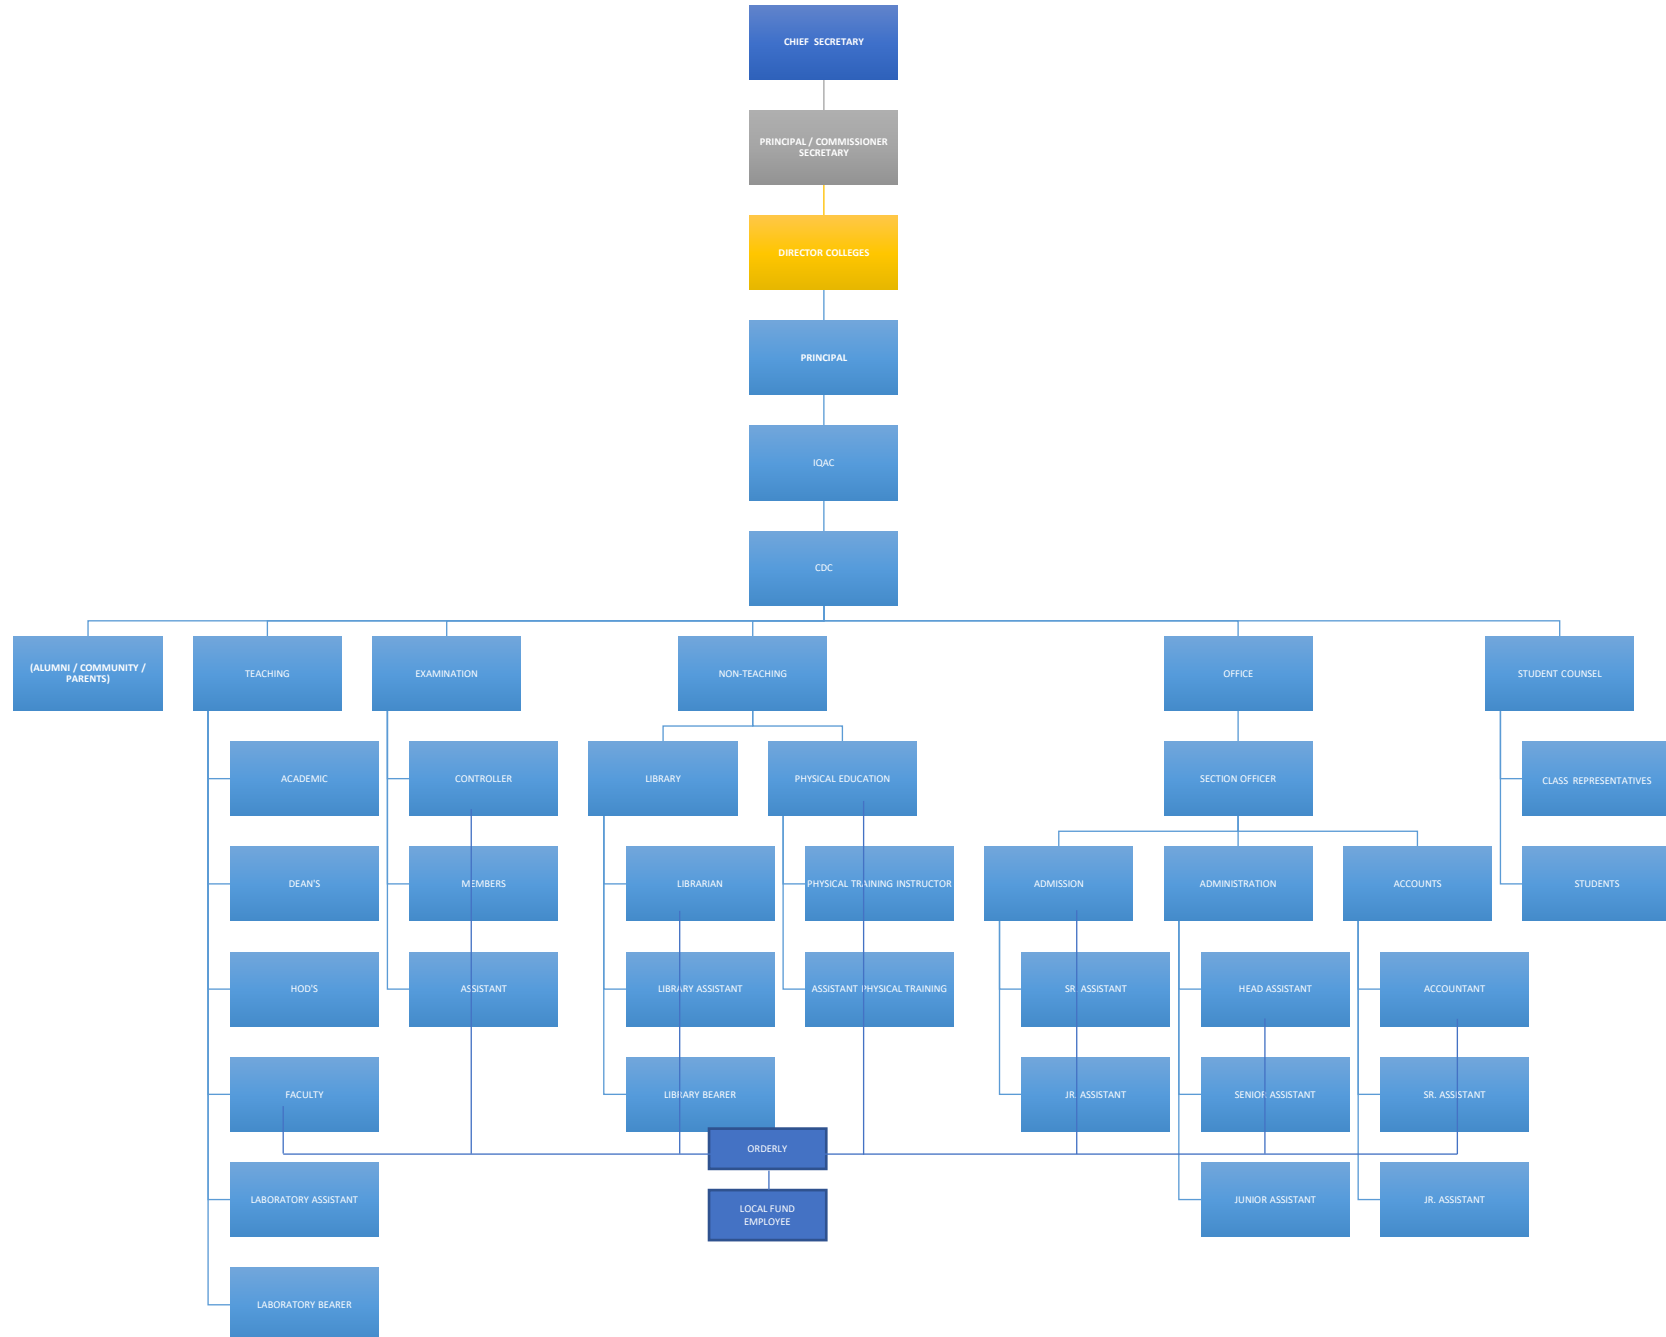 CHIEF SECRETARY
PRINCIPAL / COMMISSIONER
SECRETARY
DIRECTOR COLLEGES
PRINCIPAL
IQAC
CDC
(ALUMNI / COMMUNITY /
PARENTS)
TEACHING
EXAMINATION
NON-TEACHING
OFFICE
STUDENT COUNSEL
ACADEMIC
CONTROLLER
LIBRARY
PHYSICAL EDUCATION
SECTION OFFICER
CLASS REPRESENTATIVES
DEAN'S
MEMBERS
LIBRARIAN
PHYSICAL TRAINING INSTRUCTOR
ADMISSION
ADMINISTRATION
ACCOUNTS
STUDENTS
HOD'S
ASSISTANT
LIBRARY ASSISTANT
ASSISTANT PHYSICAL TRAINING
SR. ASSISTANT
HEAD ASSISTANT
ACCOUNTANT
FACULTY
LIBRARY BEARER
JR. ASSISTANT
SENIOR ASSISTANT
SR. ASSISTANT
ORDERLY
LABORATORY ASSISTANT
LOCAL FUND
EMPLOYEE
JUNIOR ASSISTANT
JR. ASSISTANT
LABORATORY BEARER